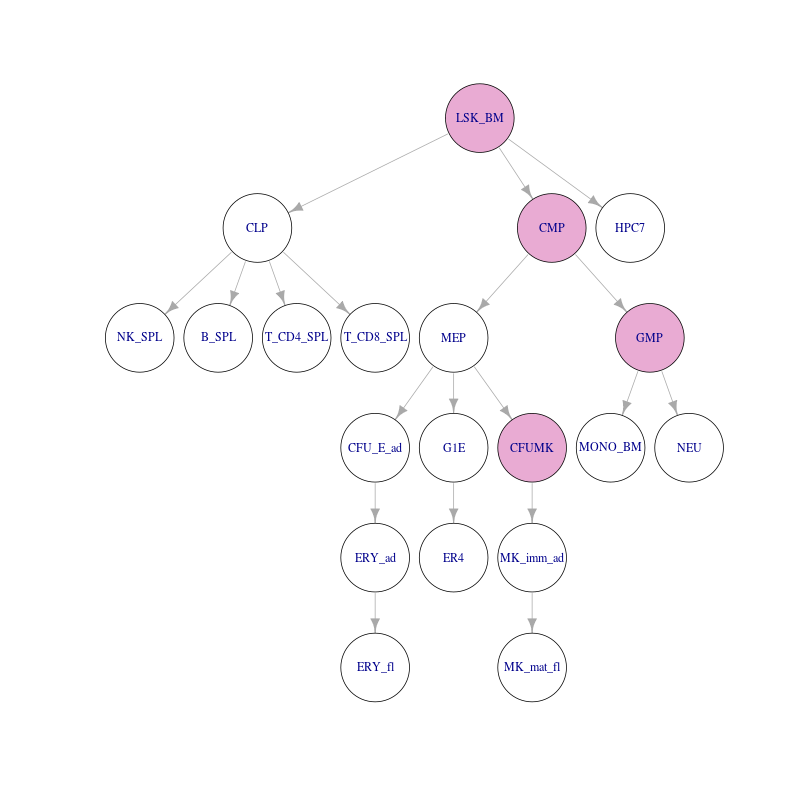 LSK_BM
CLP
CMP
HPC7
NK_SPL
B_SPL
T_CD4_SPL
T_CD8_SPL
MEP
GMP
CFU_E_ad
G1E
CFUMK
MONO_BM
NEU
ERY_ad
ER4
MK_imm_ad
ERY_fl
MK_mat_fl